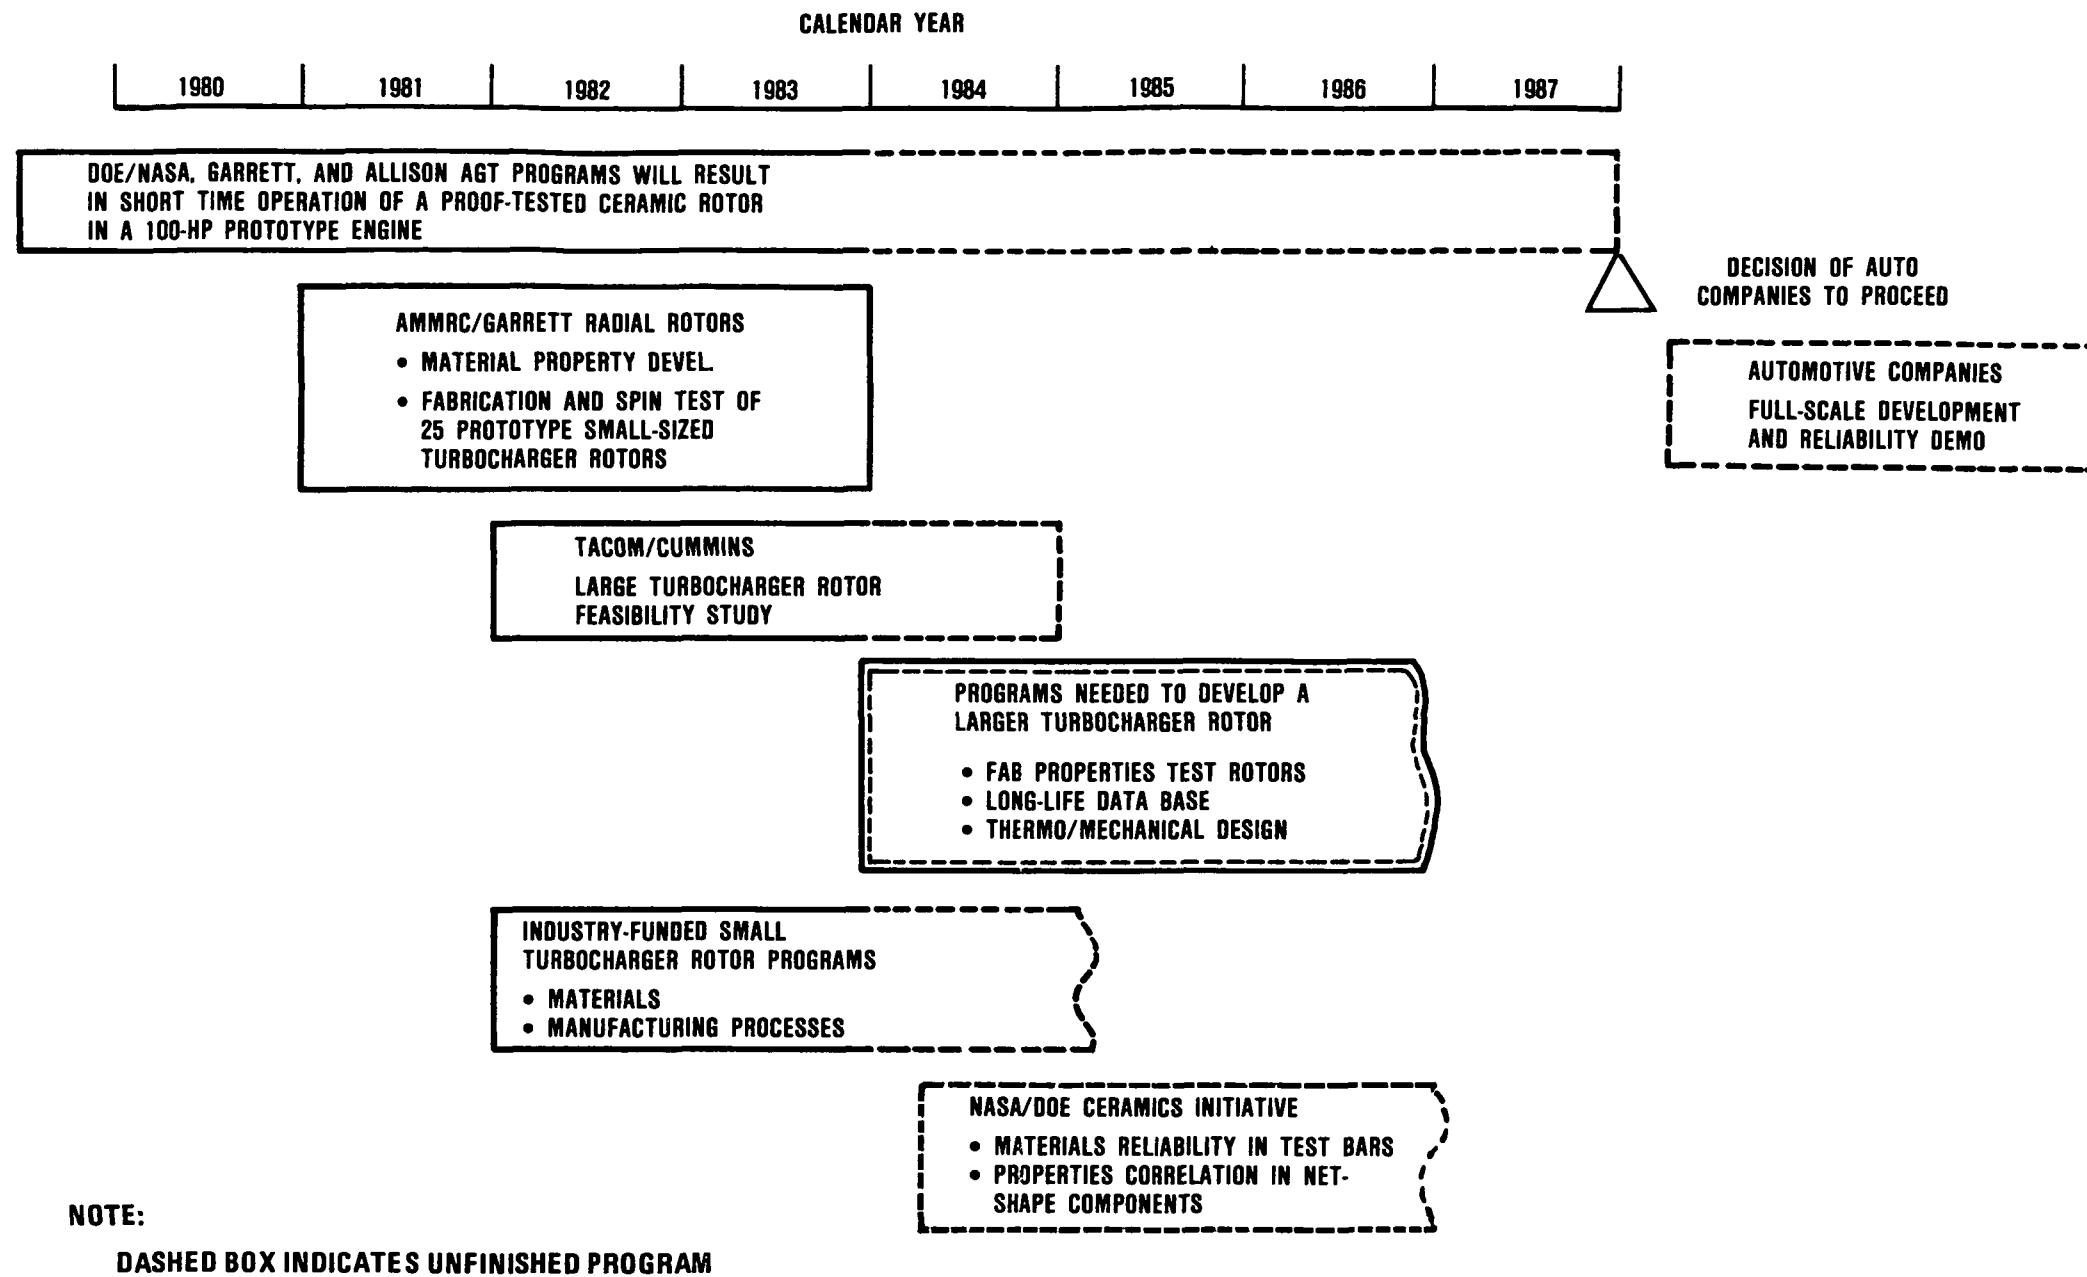 CALENDAR YEAR
1980 1981 1982 1983 1984 1985 1986 1987
DOE/NASA, GARRETT, AND ALLISON AGT PROGRAMS WILL RESULT
IN SHORT TIME OPERATION OF A PROOF-TESTED CERAMIC ROTOR
IN A 100-HP PROTOTYPE ENGINE
DECISION OF AUTO
COMPANIES TO PROCEED
AMMRC/GARRETT RADIAL ROTORS
• MATERIAL PROPERTY DEVEL.
• FABRICATION AND SPIN TEST OF
25 PROTOTYPE SMALL-SIZED
TURBOCHARGER ROTORS
AUTOMOTIVE COMPANIES
FULL-SCALE DEVELOPMENT
AND RELIABILITY DEMO
TACOM/CUMMINS
LARGE TURBOCHARGER ROTOR
FEASIBILITY STUDY
PROGRAMS NEEDED TO DEVELOP A
LARGER TURBOCHARGER ROTOR
• FAB PROPERTIES TEST ROTORS
• LONG-LIFE DATA BASE
• THERMO/MECHANICAL DESIGN
INDUSTRY-FUNDED SMALL
TURBOCHARGER ROTOR PROGRAMS
• MATERIALS
• MANUFACTURING PROCESSES
NASA/DOE CERAMICS INITIATIVE
• MATERIALS RELIABILITY IN TEST BARS
• PROPERTIES CORRELATION IN NET-
SHAPE COMPONENTS
NOTE:
DASHED BOX INDICATES UNFINISHED PROGRAM